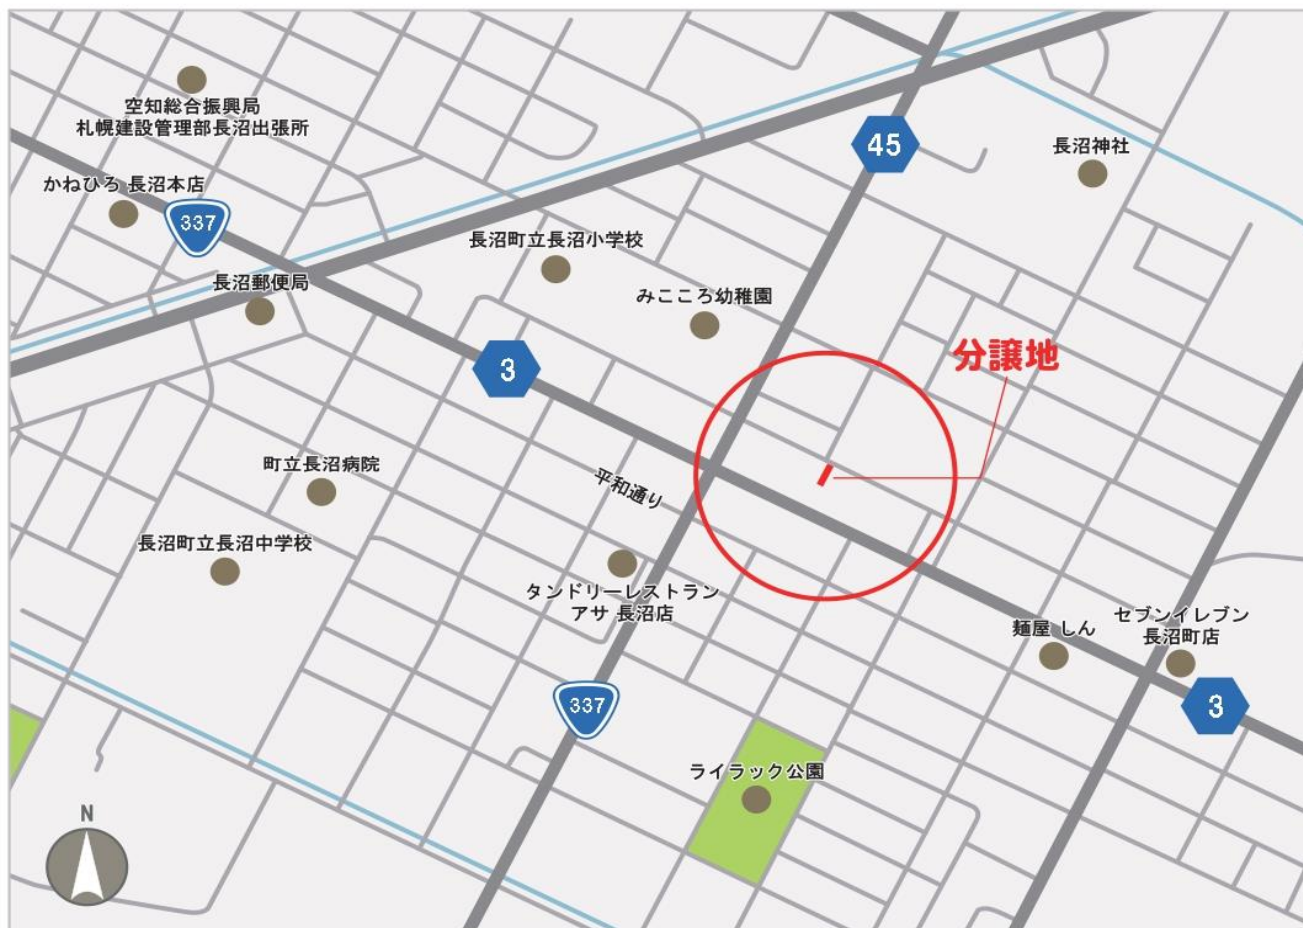 空知総合振興局
札幌建設管理部長沼出張所
45
長沼神社
かねひろ 長沼本店
337
長沼町立長沼小学校
長沼郵便局
みこころ幼稚園
分譲地
3
町立長沼病院
平和通り
長沼町立長沼中学校
タンドリーレストラン
アサ 長沼店
セブンイレブン
長沼町店
麺屋 しん
337
3
ライラック公園
N